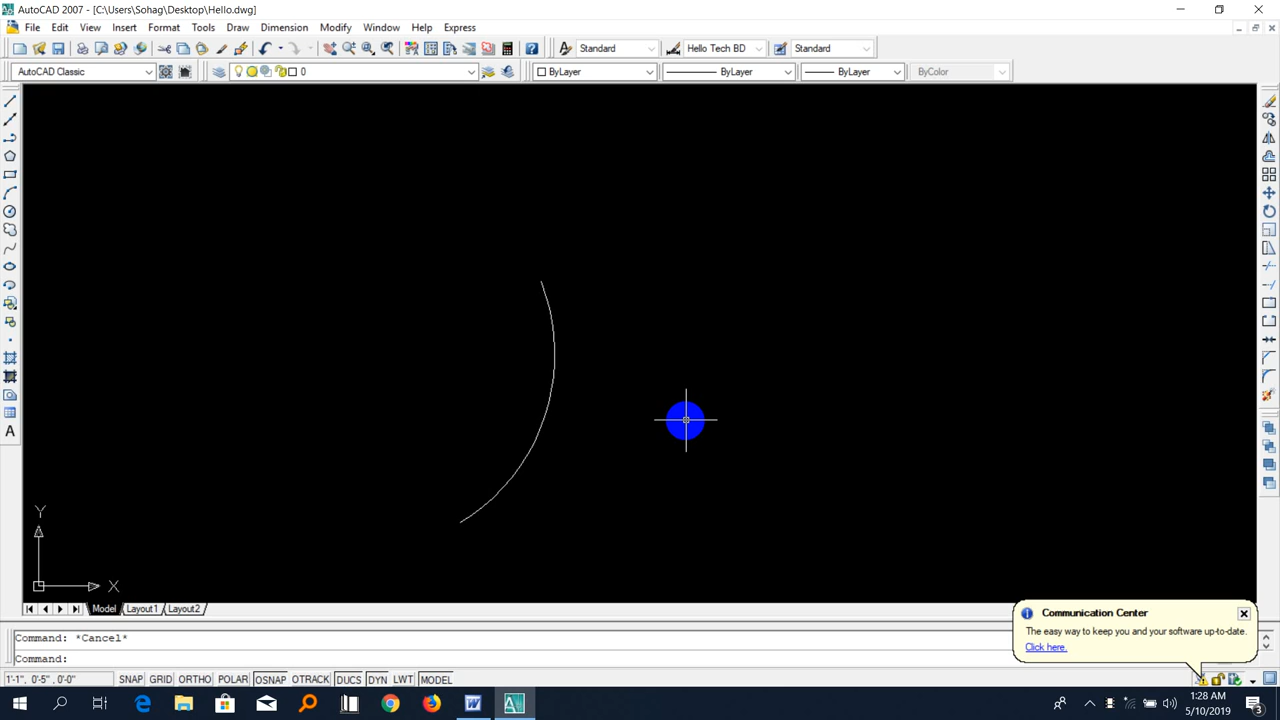 AutoCAD 2007 - [C:\Users\Sohag\Desktop\Hello.dwg]
File Edit View Insert Format Tools Draw Dimension Modify Window Help Express
Standard Hello Tech BD Standard
AutoCAD Classic 0 ByLayer ByLayer ByLayer ByColor
A
Y
X
Model Layout1 Layout2
Communication Center
The easy way to keep you and your software up-to-date.
Click here.
Command: *Cancel*
Command:
1'-1", 0'-5", 0'-0" SNAP GRID ORTHO POLAR OSNAP OTRACK DUCS DYN LWT MODEL
1:28 AM
5/10/2019
3